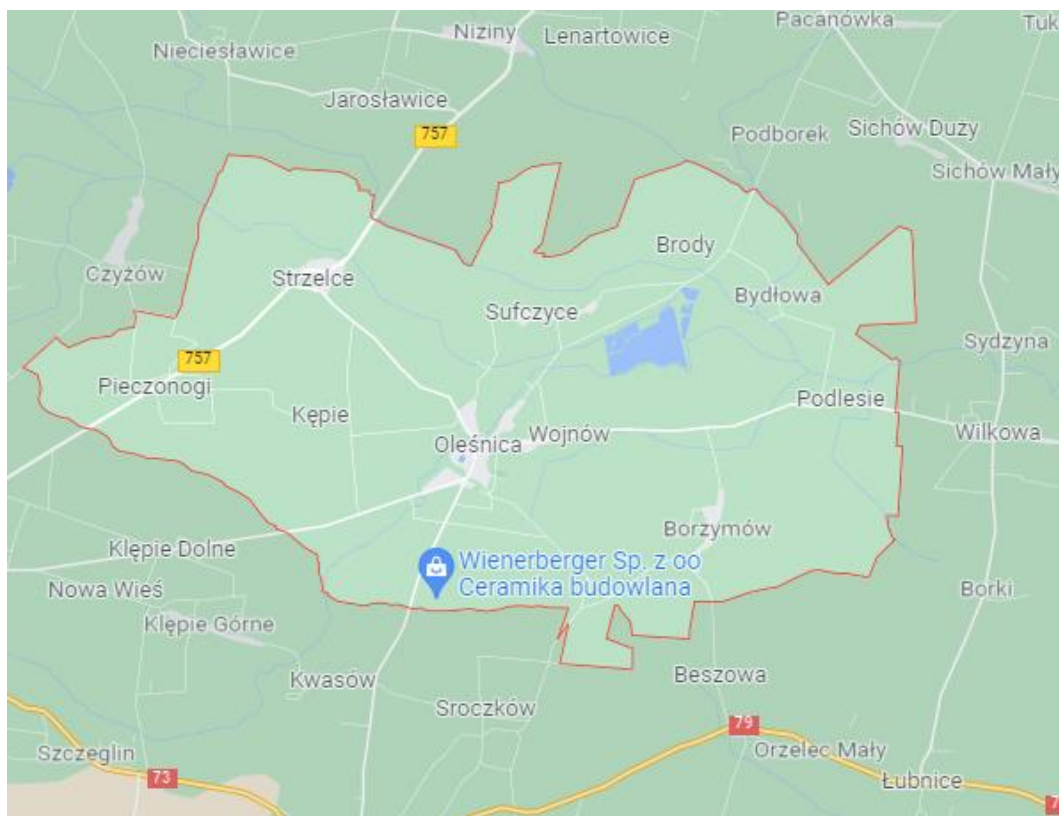 Pacanówka
Tuk
Niziny
Lenartowice
Nieciesławice
Jarosławice
757
Podborek
Sichów Duży
Sichów Mały
Czyżów
Strzelce
Brody
Sufczyce
Bydłowa
Sydzyna
757
Pieczonogi
Kępie
Podlesie
Oleśnica
Wojnów
Wilkowa
Borzymów
Klępie Dolne
Wienerberger Sp. z oo
Ceramika budowlana
Nowa Wieś
Borki
Klępie Górne
Kwasów
Beszowa
Sroczków
79
Szczeglin
Orzelec Mały
73
Łubnice
7